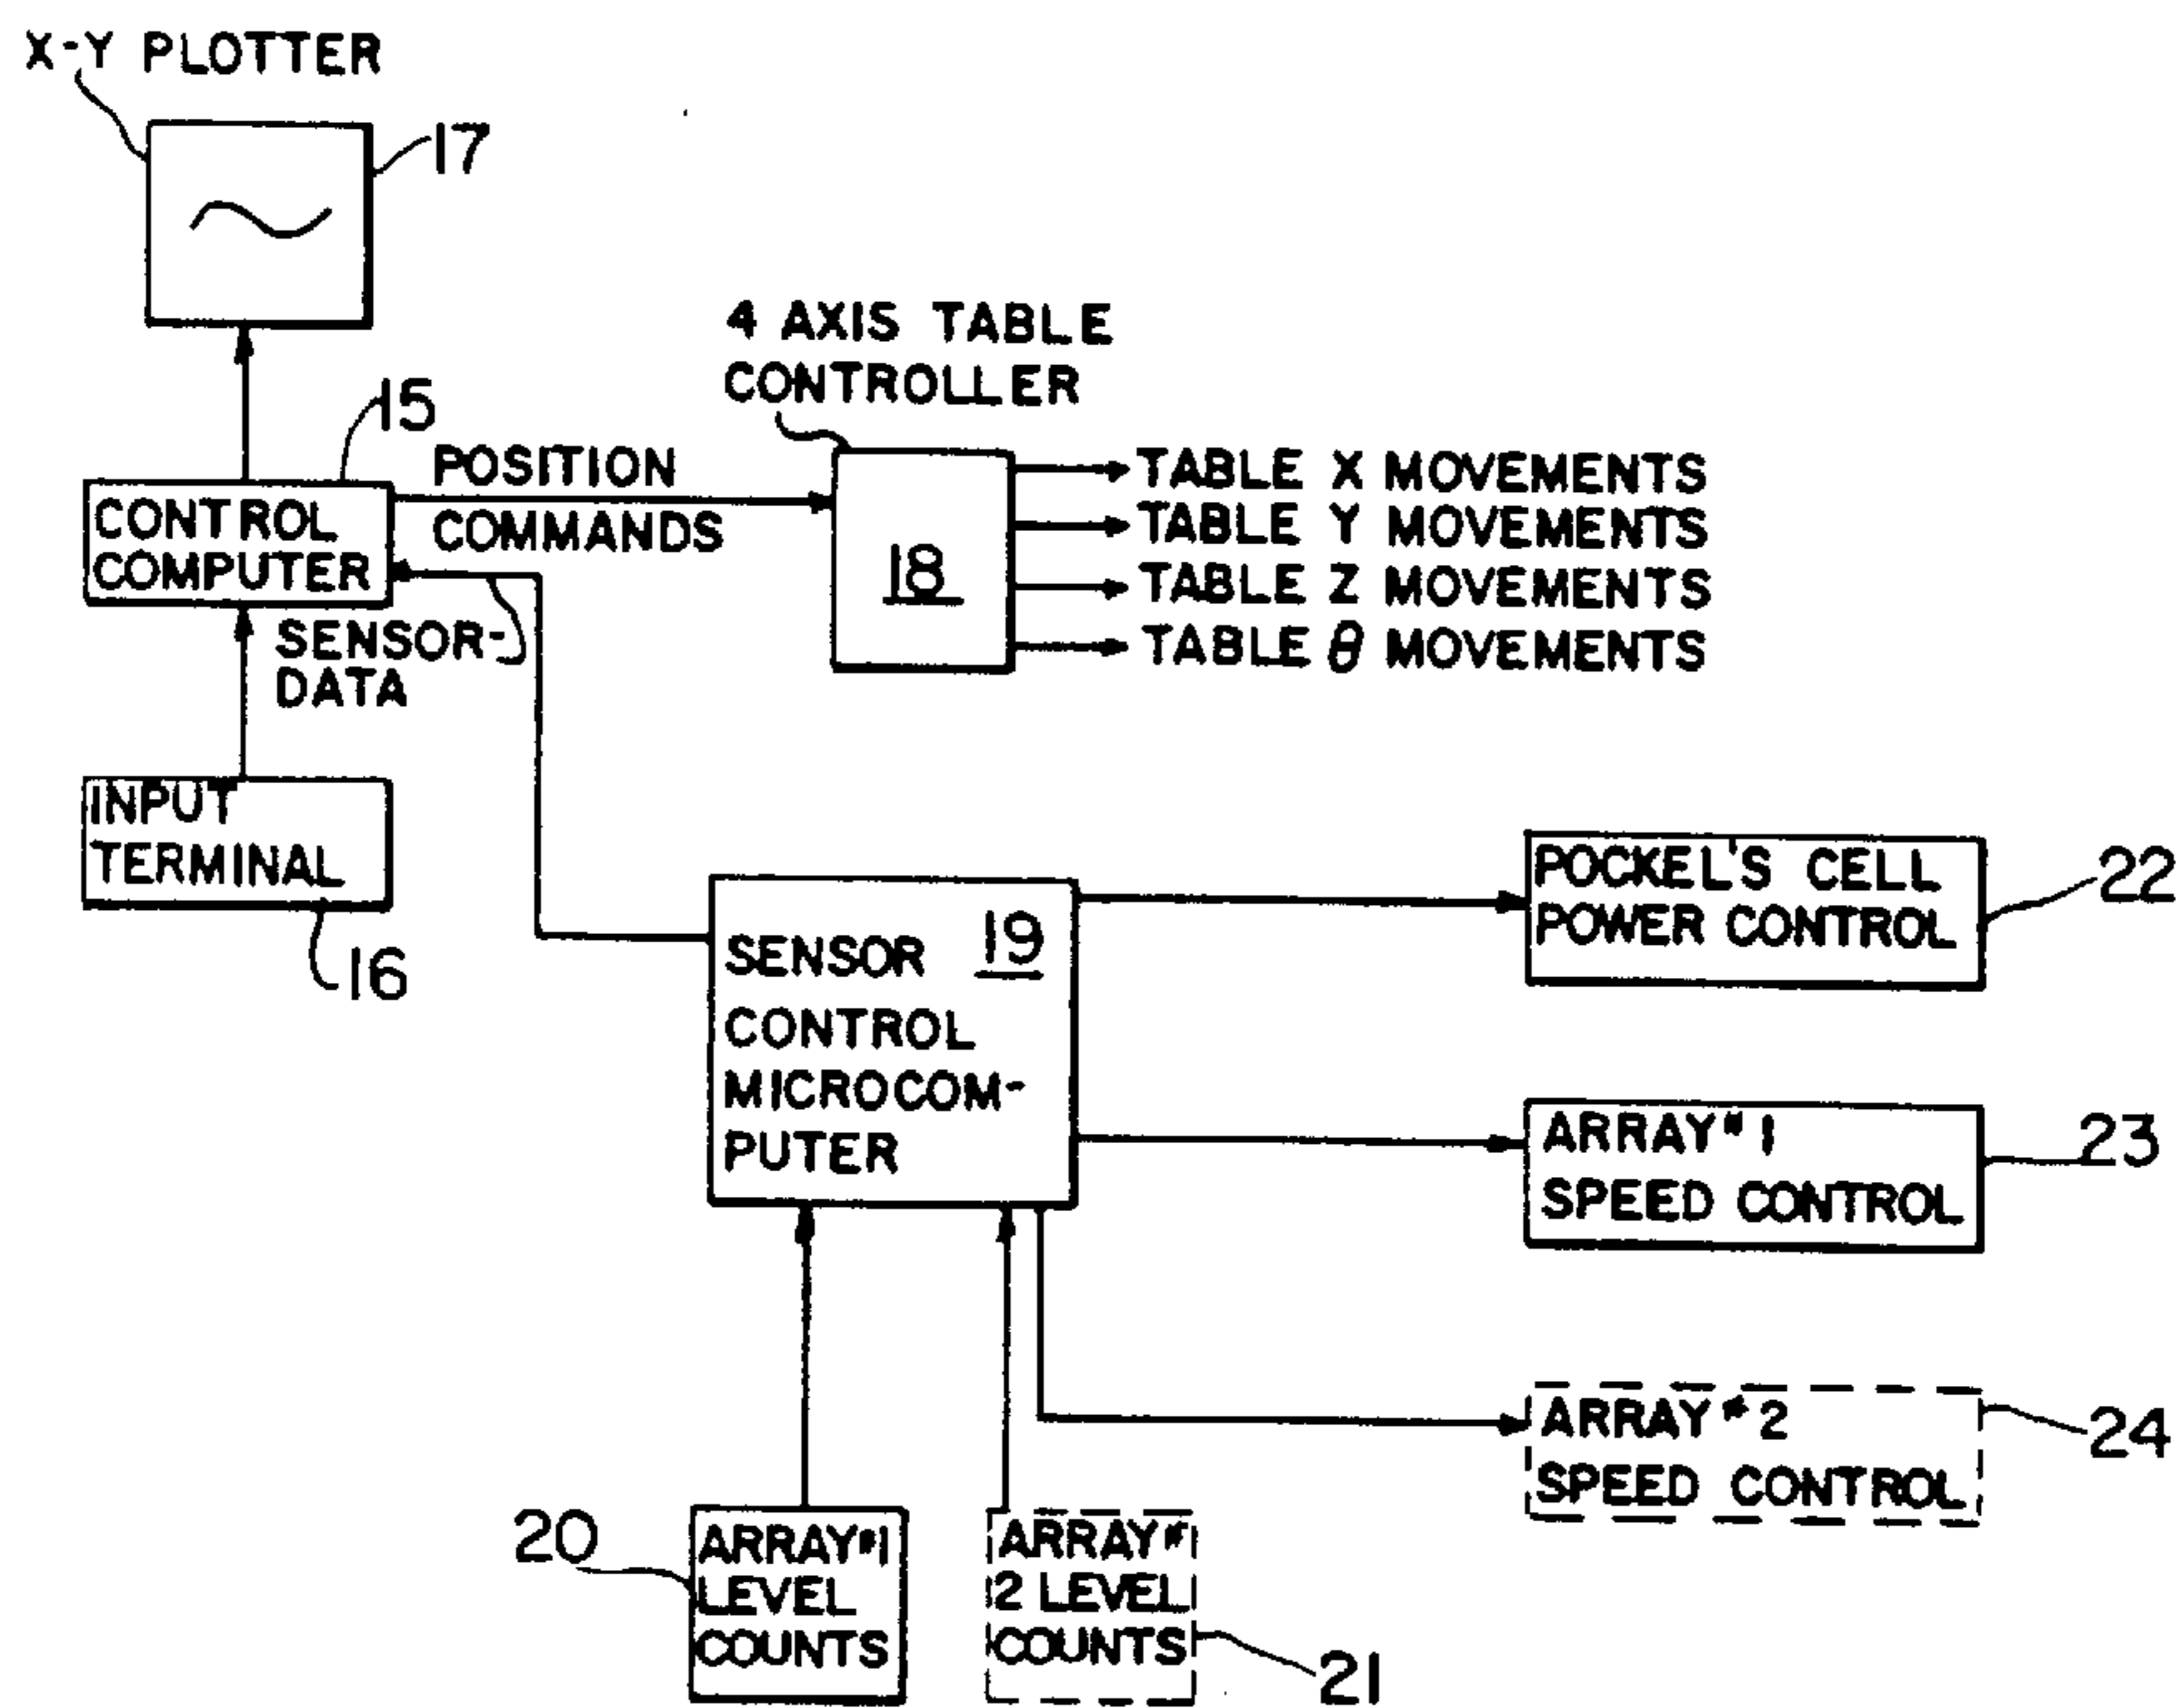 X-Y PLOTTER
17
4 AXIS TABLE
CONTROLLER
15
POSITION
COMMANDS
CONTROL
COMPUTER
18
TABLE X MOVEMENTS
TABLE Y MOVEMENTS
TABLE Z MOVEMENTS
TABLE θ MOVEMENTS
SENSOR-
DATA
INPUT
TERMINAL
16
SENSOR
CONTROL
MICROCOM-
PUTER
19
POCKEL'S CELL
POWER CONTROL
22
ARRAY #1
SPEED CONTROL
23
ARRAY #2
SPEED CONTROL
24
20
ARRAY #1
LEVEL
COUNTS
ARRAY #
2 LEVEL
COUNTS
21